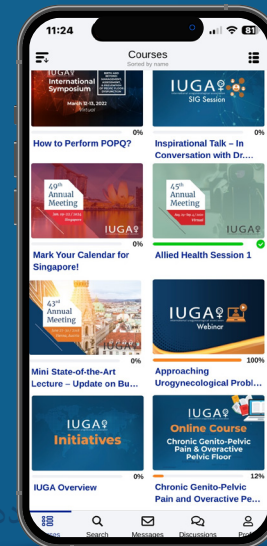 11:24
81
Courses
Sorted by name
IUGA
International
Symposium
March 12-13, 2022
Virtual
0%
How to Perform POPQ?
IUGA
SIG Session
0%
Inspirational Talk – In
Conversation with Dr....
49th
Annual
Meeting
Singapore
IUGA
0%
Mark Your Calendar for
Singapore!
45th
Annual
Meeting
Virtual
IUGA
Allied Health Session 1
43rd
Annual
Meeting
IUGA
0%
Mini State-of-the-Art
Lecture – Update on Bu...
IUGA
Webinar
100%
Approaching
Urogynecological Probl...
IUGA
Initiatives
0%
IUGA Overview
IUGA
Online Course
Chronic Genito-Pelvic
Pain & Overactive
Pelvic Floor
12%
Chronic Genito-Pelvic
Pain and Overactive Pe...
Search
Messages
Discussions